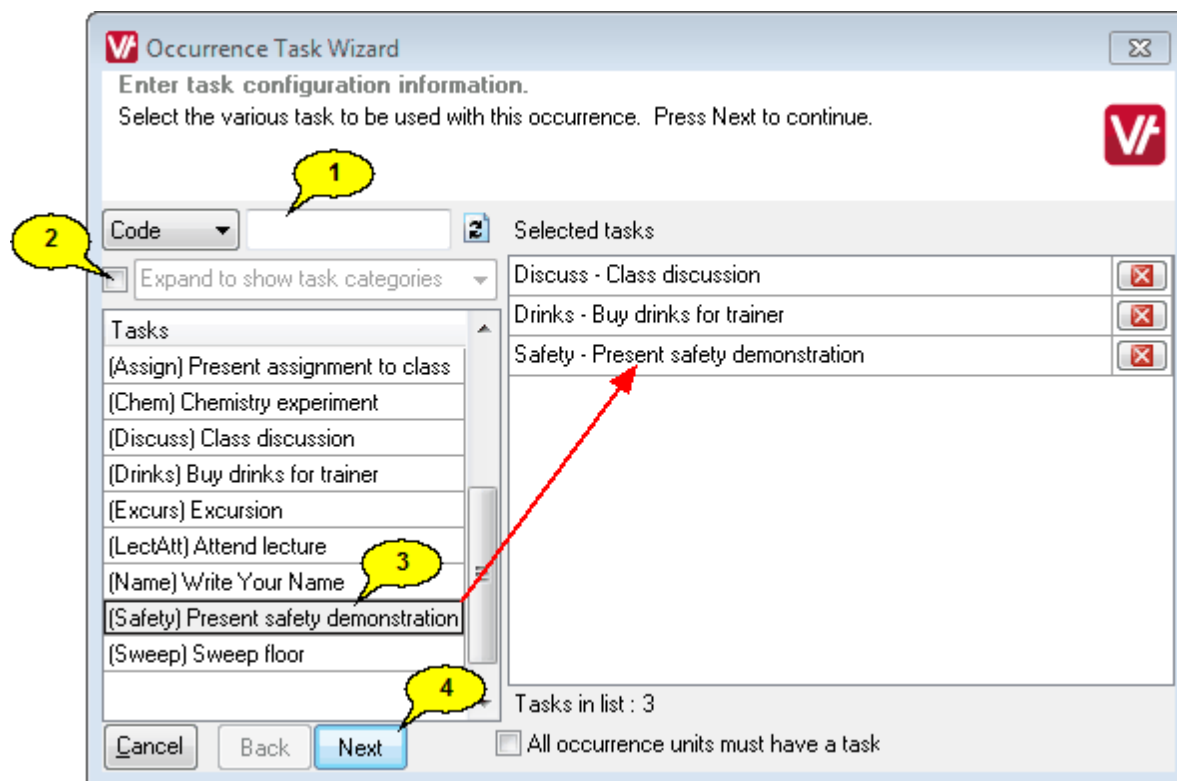 Occurrence Task Wizard
Enter task configuration information.
Select the various task to be used with this occurrence. Press Next to continue.
1
Code
Selected tasks
2
Expand to show task categories
Discuss - Class discussion
Drinks - Buy drinks for trainer
Safety - Present safety demonstration
Tasks
(Assign) Present assignment to class
(Chem) Chemistry experiment
(Discuss) Class discussion
(Drinks) Buy drinks for trainer
(Excurs) Excursion
(LectAtt) Attend lecture
(Name) Write Your Name
3
(Safety) Present safety demonstration
(Sweep) Sweep floor
4
Tasks in list : 3
Cancel
Back
Next
All occurrence units must have a task